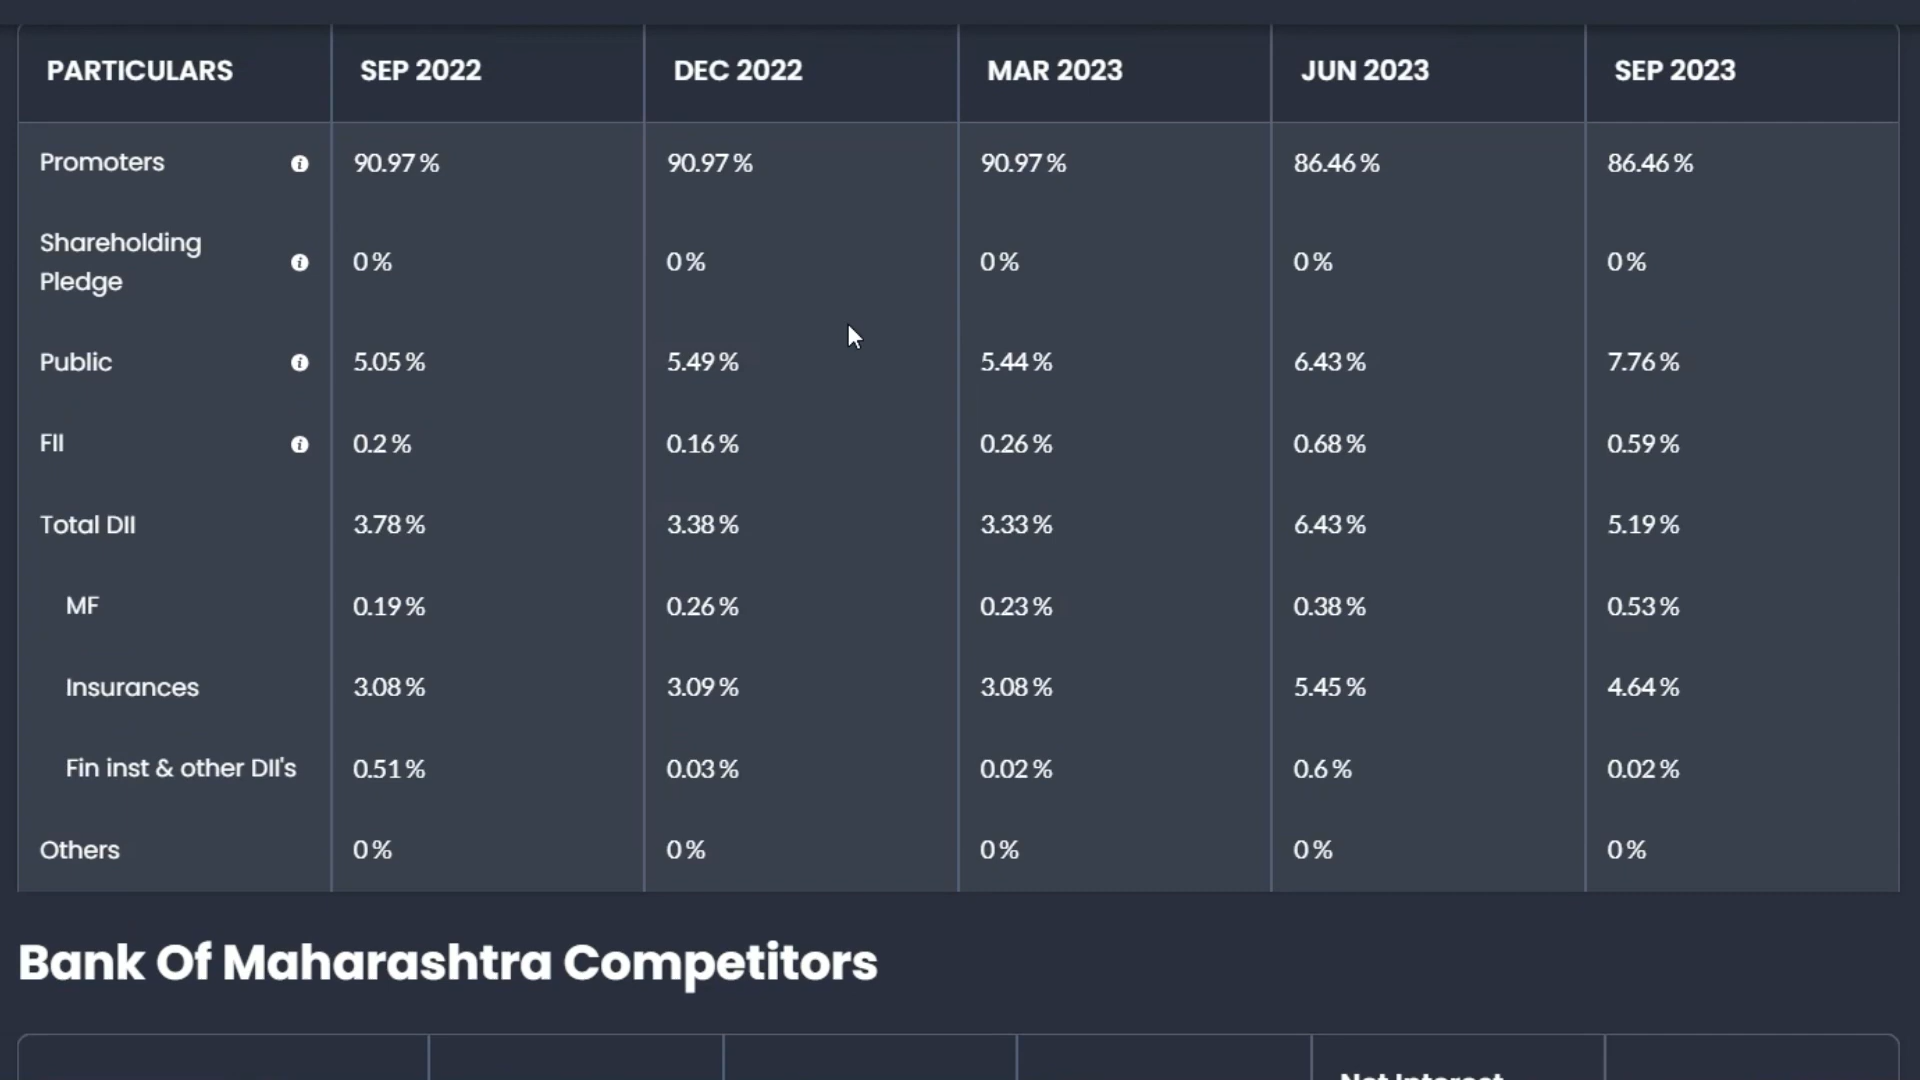 PARTICULARS SEP 2022 DEC 2022 MAR 2023 JUN 2023 SEP 2023
Promoters 90.97% 90.97% 90.97% 86.46% 86.46%
Shareholding
Pledge 0% 0% 0% 0% 0%
Public 5.05% 5.49% 5.44% 6.43% 7.76%
FII 0.2% 0.16% 0.26% 0.68% 0.59%
Total DII 3.78% 3.38% 3.33% 6.43% 5.19%
MF 0.19% 0.26% 0.23% 0.38% 0.53%
Insurances 3.08% 3.09% 3.08% 5.45% 4.64%
Fin inst & other DII's 0.51% 0.03% 0.02% 0.6% 0.02%
Others 0% 0% 0% 0% 0%
Bank Of Maharashtra Competitors
Net Interest